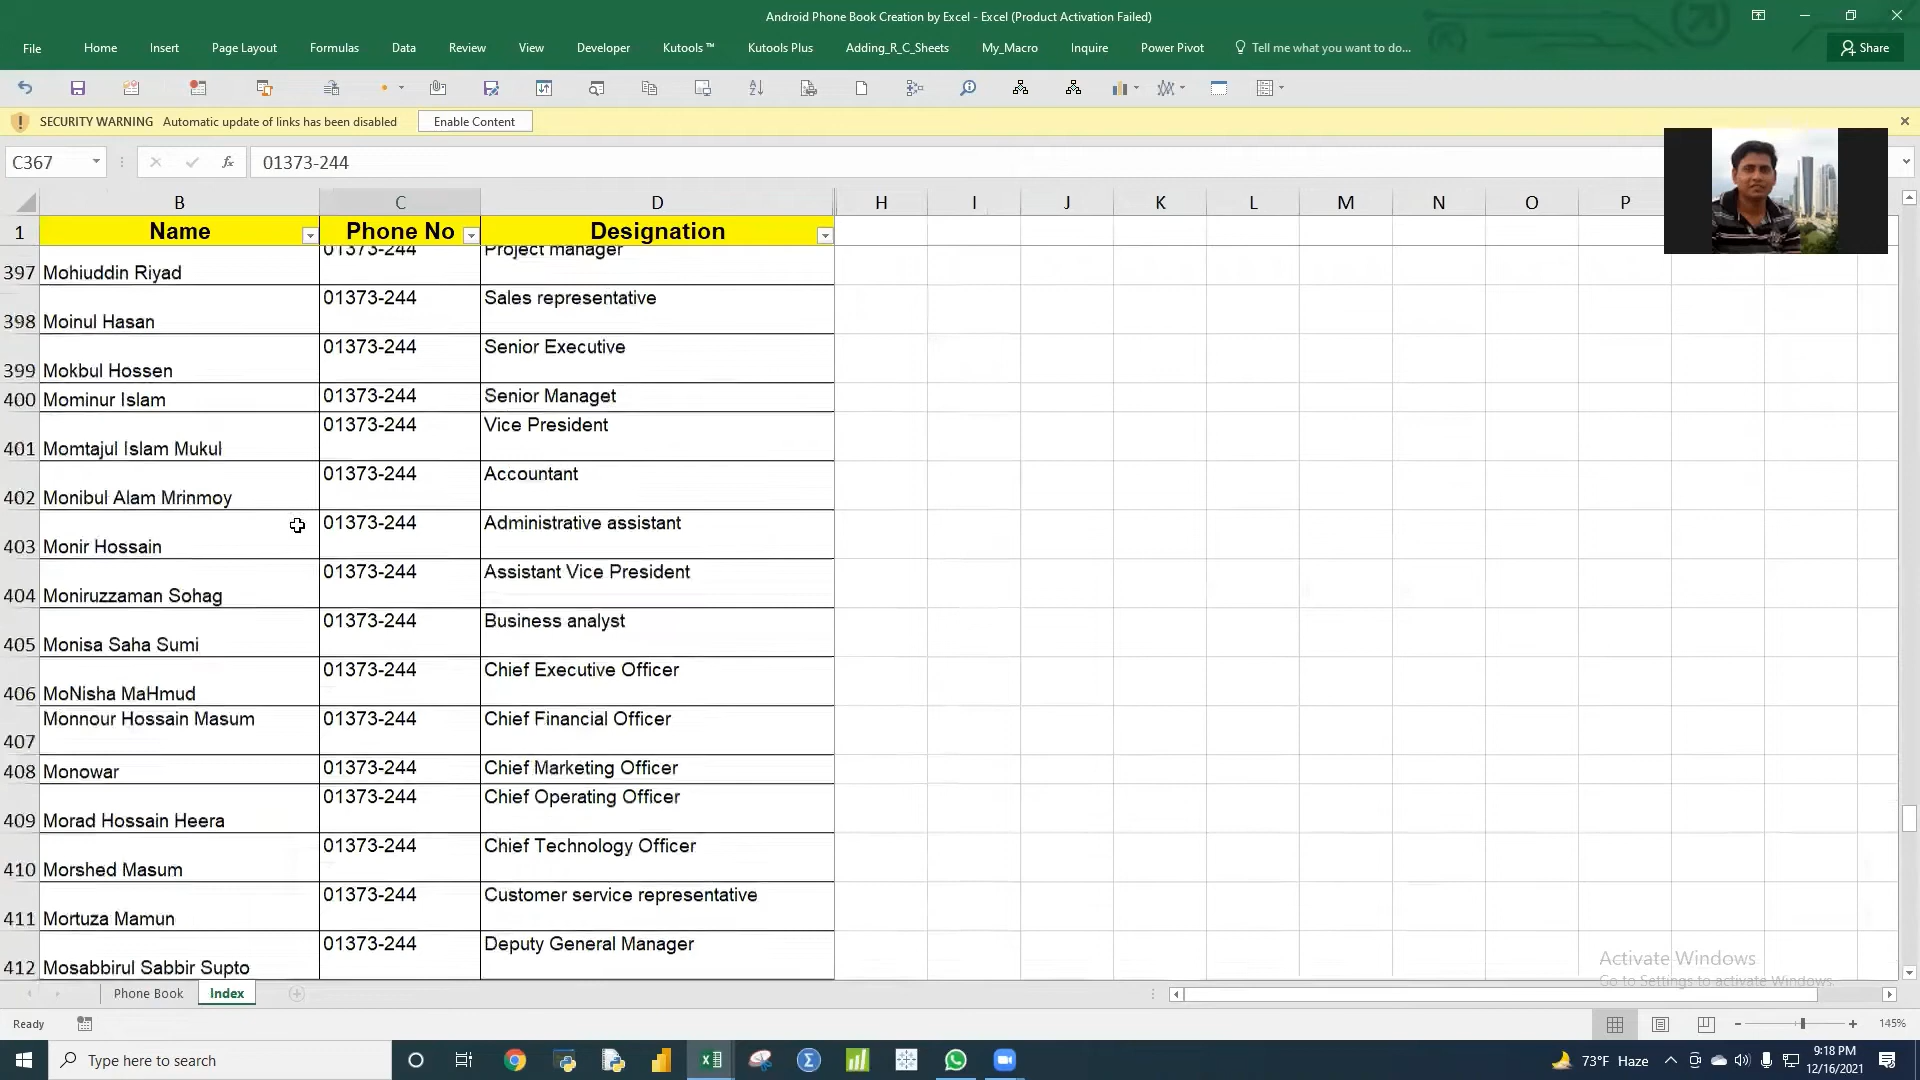 Android Phone Book Creation by Excel - Excel (Product Activation Failed)
File Home Insert Page Layout Formulas Data Review View Developer Kutools ™ Kutools Plus Adding_R_C_Sheets My_Macro Inquire Power Pivot Tell me what you want to do... Share
SECURITY WARNING Automatic update of links has been disabled Enable Content
C367 fx 01373-244
B C D H I J K L M N O P
1 Name Phone No Designation
397 Mohiuddin Riyad 01373-244 Project manager
398 Moinul Hasan 01373-244 Sales representative
399 Mokbul Hossen 01373-244 Senior Executive
400 Mominur Islam 01373-244 Senior Managet
401 Momtajul Islam Mukul 01373-244 Vice President
402 Monibul Alam Mrinmoy 01373-244 Accountant
403 Monir Hossain 01373-244 Administrative assistant
404 Moniruzzaman Sohag 01373-244 Assistant Vice President
405 Monisa Saha Sumi 01373-244 Business analyst
406 MoNisha MaHmud 01373-244 Chief Executive Officer
407 Monnour Hossain Masum 01373-244 Chief Financial Officer
408 Monowar 01373-244 Chief Marketing Officer
409 Morad Hossain Heera 01373-244 Chief Operating Officer
410 Morshed Masum 01373-244 Chief Technology Officer
411 Mortuza Mamun 01373-244 Customer service representative
412 Mosabbirul Sabbir Supto 01373-244 Deputy General Manager
Activate Windows
Go to Settings to activate Windows.
Phone Book Index
Ready 145%
Type here to search 73°F Haze 9:18 PM
12/16/2021